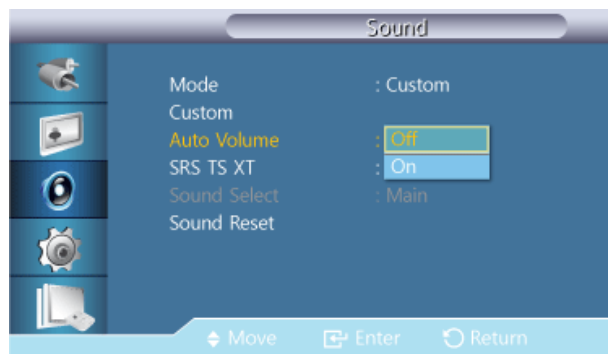 Sound
Mode : Custom
Custom
Auto Volume : Off
SRS TS XT : On
Sound Select : Main
Sound Reset
Move Enter Return